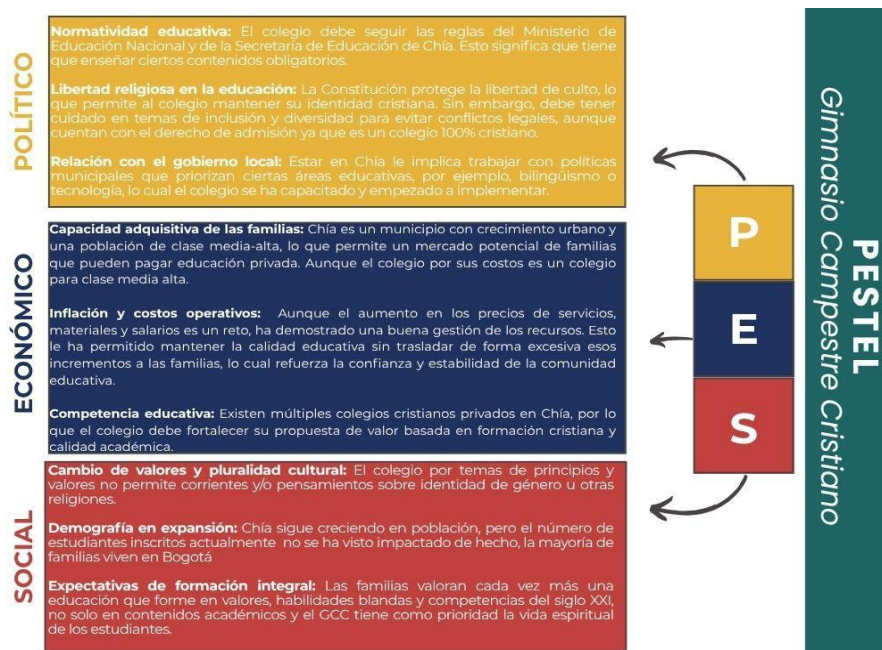 POLÍTICO
Normatividad educativa: El colegio debe seguir las reglas del Ministerio de
Educación Nacional y de la Secretaría de Educación de Chía. Esto significa que tiene
que enseñar ciertos contenidos obligatorios.
Libertad religiosa en la educación: La Constitución protege la libertad de culto, lo
que permite al colegio mantener su identidad cristiana. Sin embargo, debe tener
cuidado en temas de inclusión y diversidad para evitar conflictos legales, aunque
cuentan con el derecho de admisión ya que es un colegio 100% cristiano.
Relación con el gobierno local: Estar en Chía le implica trabajar con políticas
municipales que priorizan ciertas áreas educativas, por ejemplo, bilingüismo o
tecnología, lo cual el colegio se ha capacitado y empezado a implementar.
ECONÓMICO
Capacidad adquisitiva de las familias: Chía es un municipio con crecimiento urbano y
una población de clase media-alta, lo que permite un mercado potencial de familias
que pueden pagar educación privada. Aunque el colegio por sus costos es un colegio
para clase media alta.
Inflación y costos operativos: Aunque el aumento en los precios de servicios,
materiales y salarios es un reto, ha demostrado una buena gestión de los recursos. Esto
le ha permitido mantener la calidad educativa sin trasladar de forma excesiva esos
incrementos a las familias, lo cual refuerza la confianza y estabilidad de la comunidad
educativa.
Competencia educativa: Existen múltiples colegios cristianos privados en Chía, por lo
que el colegio debe fortalecer su propuesta de valor basada en formación cristiana y
calidad académica.
SOCIAL
Cambio de valores y pluralidad cultural: El colegio por temas de principios y
valores no permite corrientes y/o pensamientos sobre identidad de género u otras
religiones.
Demografía en expansión: Chía sigue creciendo en población, pero el número de
estudiantes inscritos actualmente no se ha visto impactado de hecho, la mayoría de
familias viven en Bogotá
Expectativas de formación integral: Las familias valoran cada vez más una
educación que forme en valores, habilidades blandas y competencias del siglo XXI,
no solo en contenidos académicos y el GCC tiene como prioridad la vida espiritual
de los estudiantes.
P
E
S
PESTEL
Gimnasio Campestre Cristiano